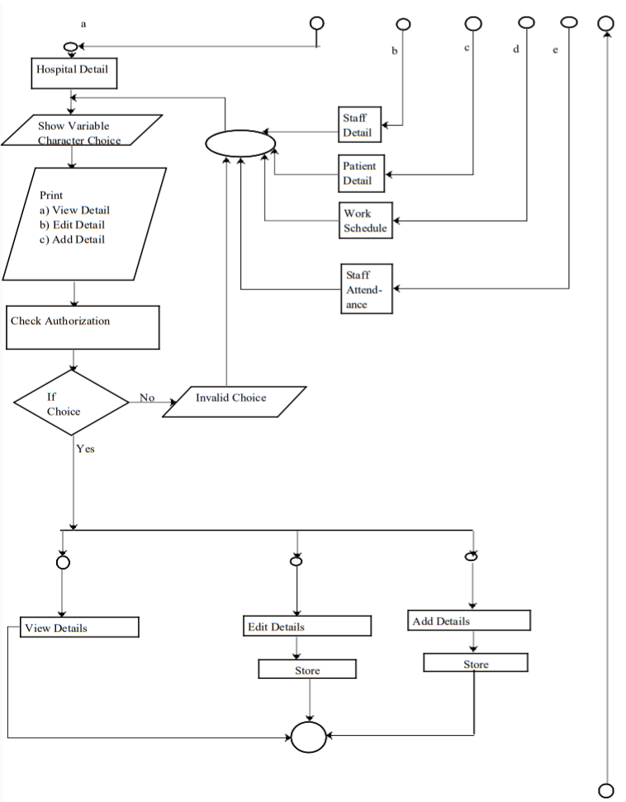 a
b
c
d
e
Hospital Detail
Show Variable
Character Choice
Staff
Detail
Patient
Detail
Work
Schedule
Staff
Attend-
ance
Print
a) View Detail
b) Edit Detail
c) Add Detail
Check Authorization
If
Choice
No
Invalid Choice
Yes
View Details
Edit Details
Add Details
Store
Store